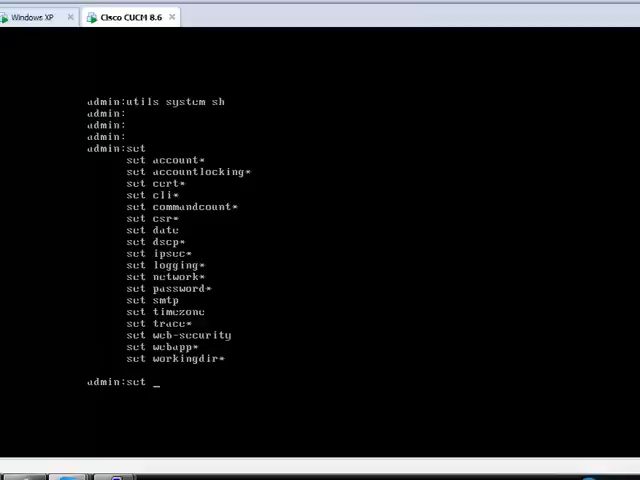 Windows XP
Cisco CUCM 8.6
admin:utils system sh
admin:
admin:
admin:
admin:set
set account*
set accountlocking*
set cert*
set cli*
set commandcount*
set csr*
set date
set dscp*
set ipsec*
set logging*
set network*
set password*
set smtp
set timezone
set trace*
set web-security
set webapp*
set workingdir*
admin:set _